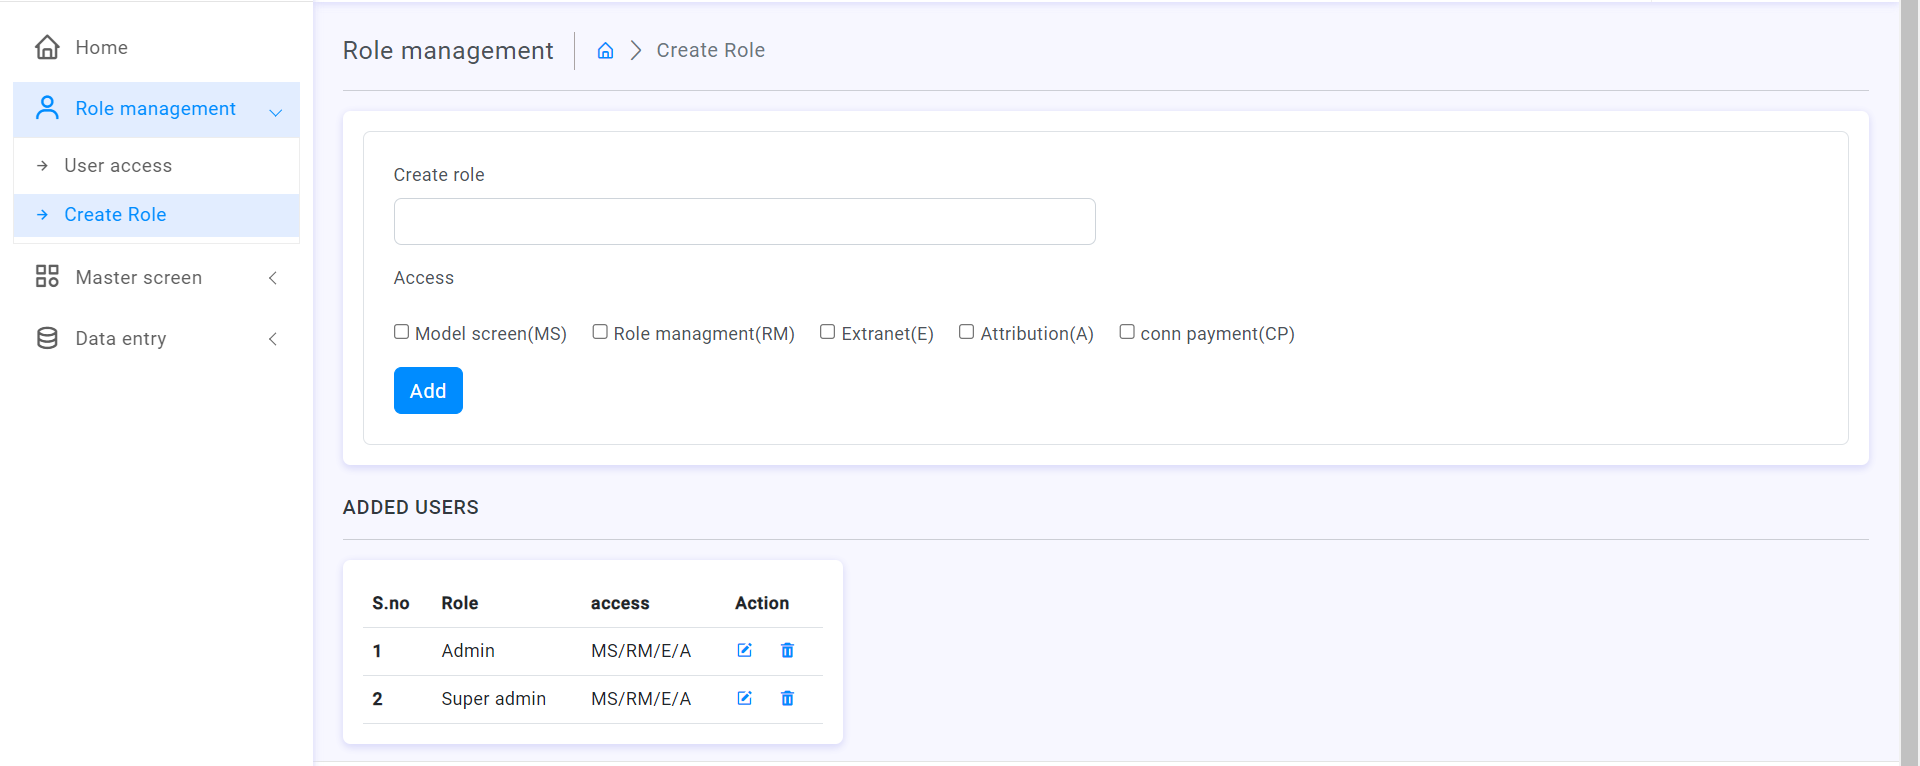 Home
Role management
User access
Create Role
Master screen
Data entry
Role management
Create Role
Create role
Access
Model screen(MS) Role managment(RM) Extranet(E) Attribution(A) conn payment(CP)
Add
ADDED USERS
S.no Role access Action
1 Admin MS/RM/E/A
2 Super admin MS/RM/E/A